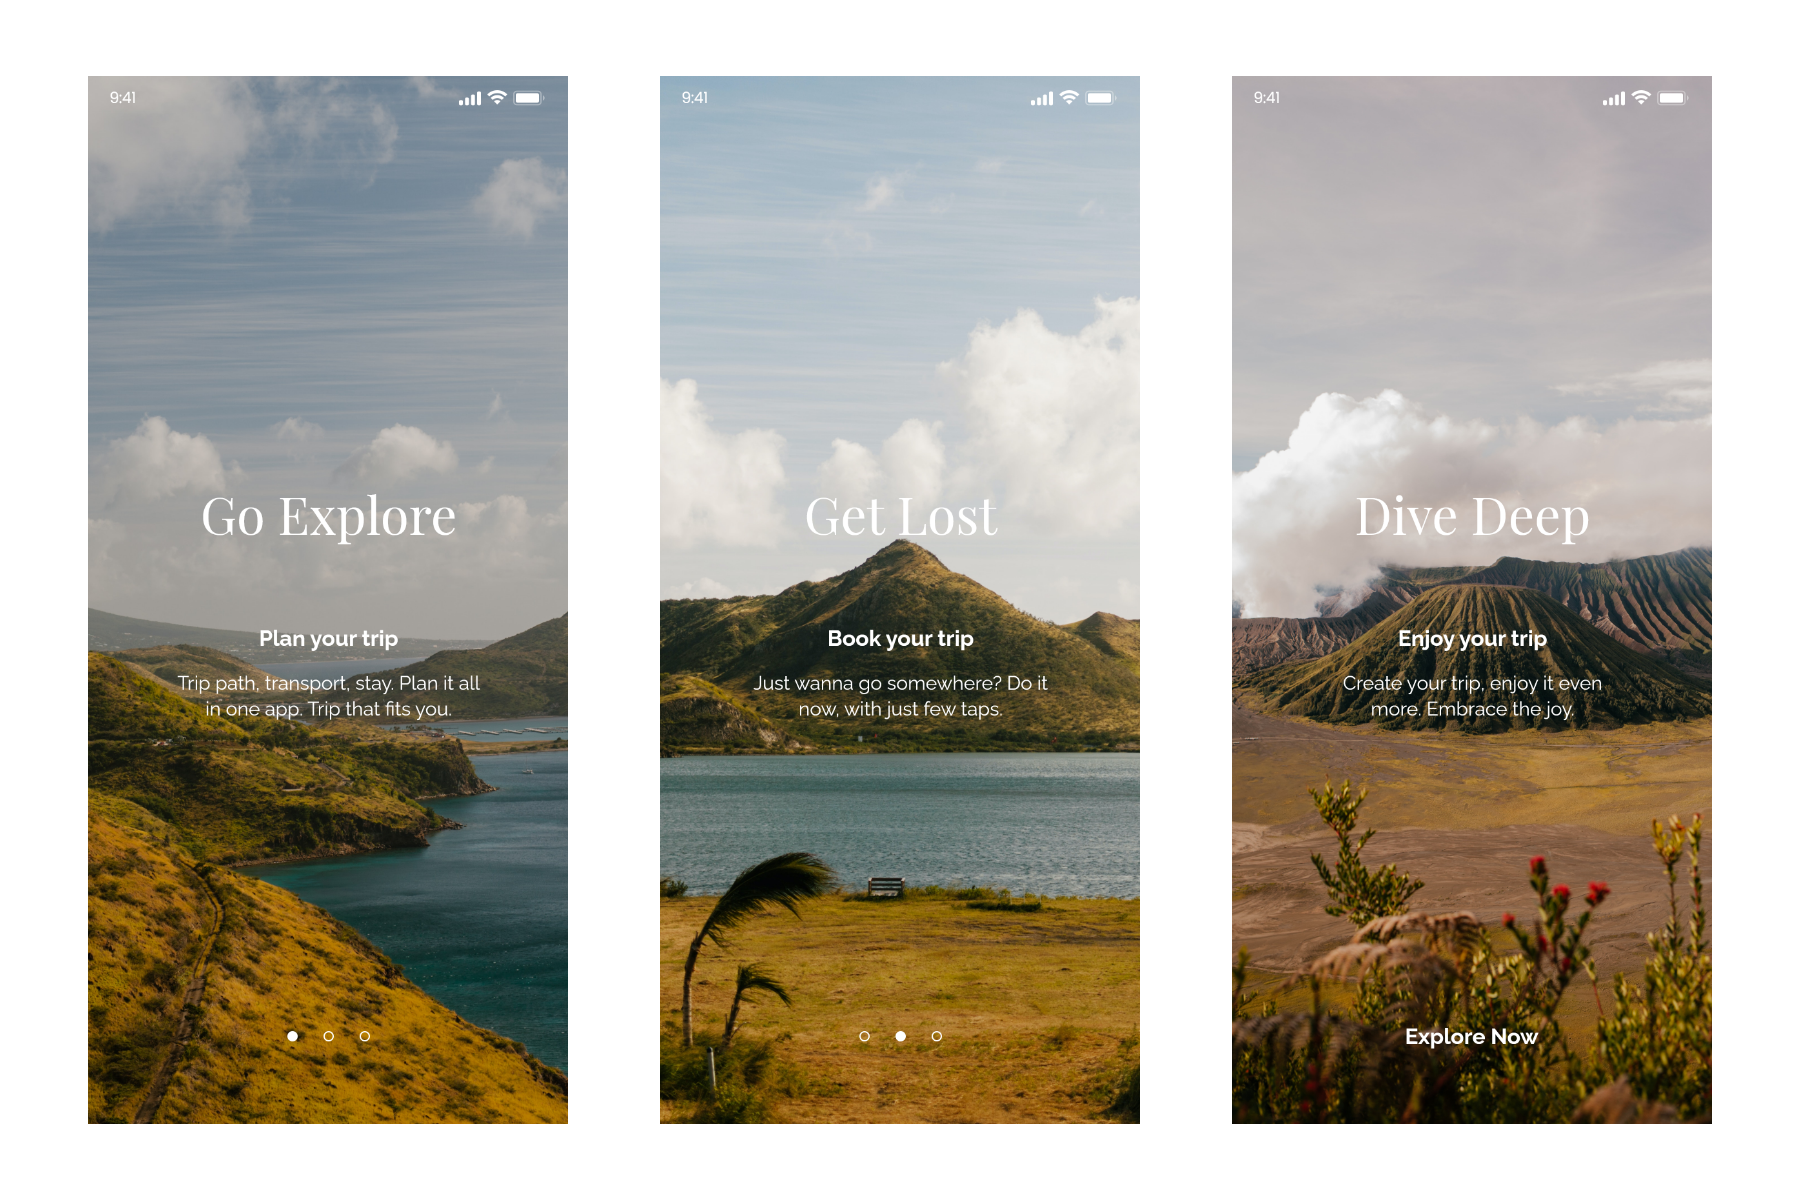 9:41
Go Explore
Plan your trip
Trip path, transport, stay. Plan it all
in one app. Trip that fits you.
9:41
Get Lost
Book your trip
Just wanna go somewhere? Do it
now, with just few taps.
9:41
Dive Deep
Enjoy your trip
Create your trip, enjoy it even
more. Embrace the joy.
Explore Now